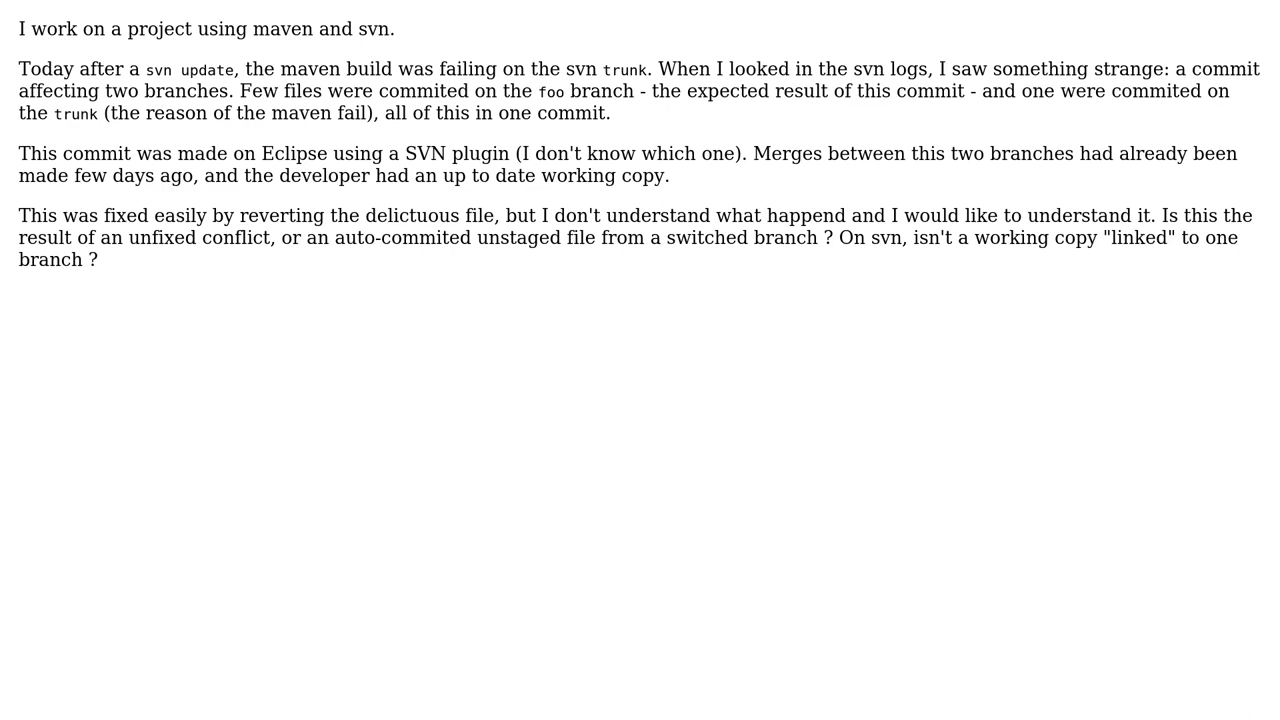 I work on a project using maven and svn.
Today after a svn update, the maven build was failing on the svn trunk. When I looked in the svn logs, I saw something strange: a commit
affecting two branches. Few files were commited on the foo branch - the expected result of this commit - and one were commited on
the trunk (the reason of the maven fail), all of this in one commit.
This commit was made on Eclipse using a SVN plugin (I don't know which one). Merges between this two branches had already been
made few days ago, and the developer had an up to date working copy.
This was fixed easily by reverting the delictuous file, but I don't understand what happend and I would like to understand it. Is this the
result of an unfixed conflict, or an auto-commited unstaged file from a switched branch ? On svn, isn't a working copy "linked" to one
branch ?